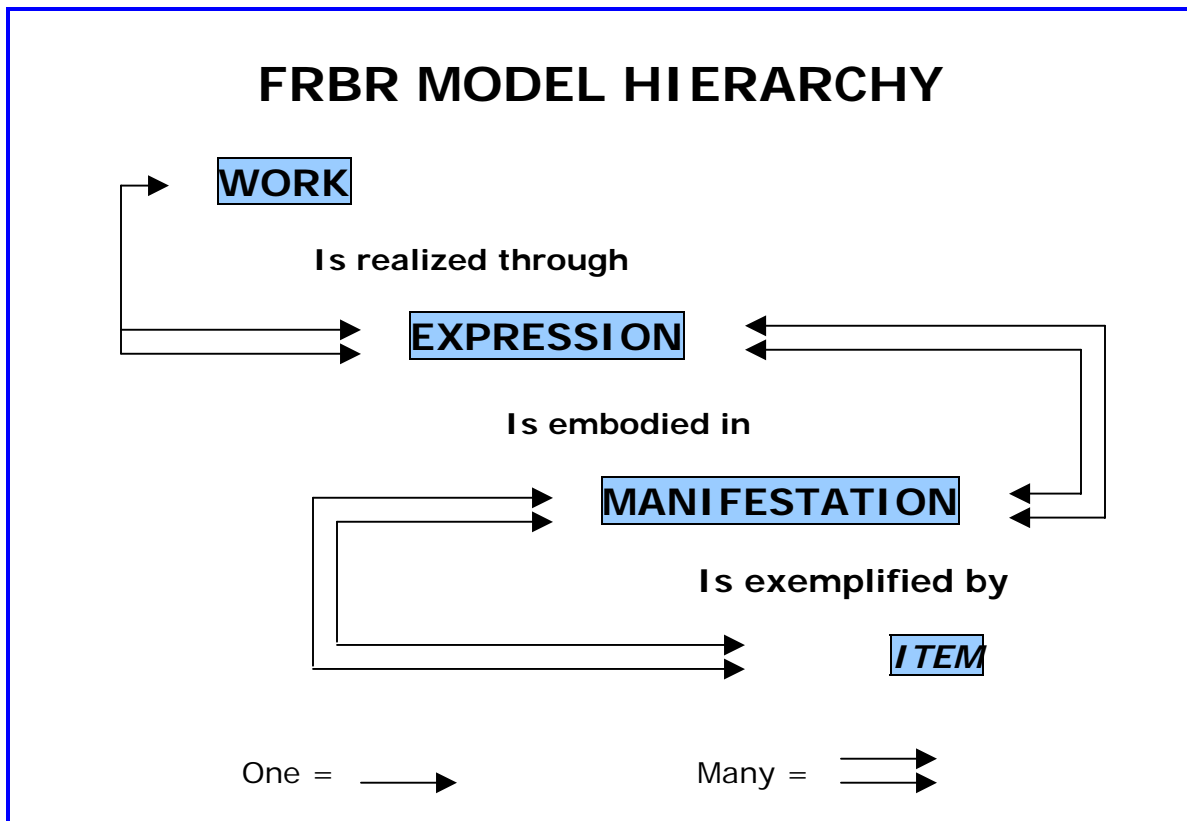 FRBR MODEL HIERARCHY
WORK
Is realized through
EXPRESSION
Is embodied in
MANIFESTATION
Is exemplified by
ITEM
One = Many =